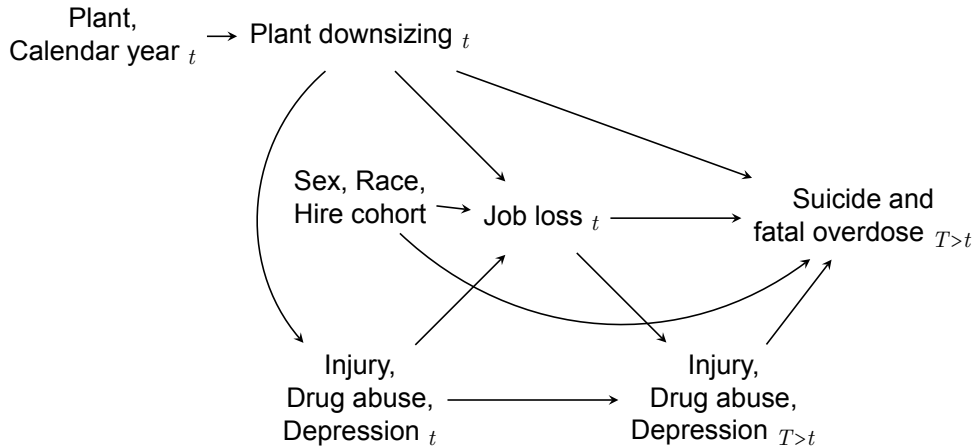 Plant,
Calendar year t
Plant downsizing t
Sex, Race,
Hire cohort
Job loss t
Suicide and
fatal overdose T>t
Injury,
Drug abuse,
Depression t
Injury,
Drug abuse,
Depression T>t